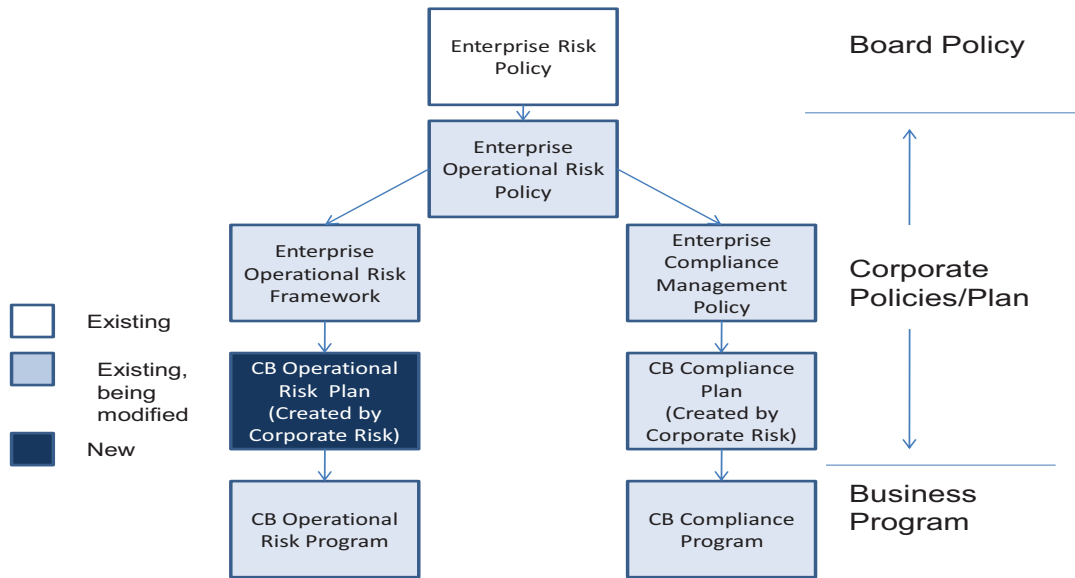 Enterprise Risk
Policy
Board Policy
Enterprise
Operational Risk
Policy
Enterprise
Operational Risk
Framework
Enterprise
Compliance
Management
Policy
Corporate
Policies/Plan
Existing
Existing,
being
modified
New
CB Operational
Risk Plan
(Created by
Corporate Risk)
CB Compliance
Plan
(Created by
Corporate Risk)
CB Operational
Risk Program
CB Compliance
Program
Business
Program